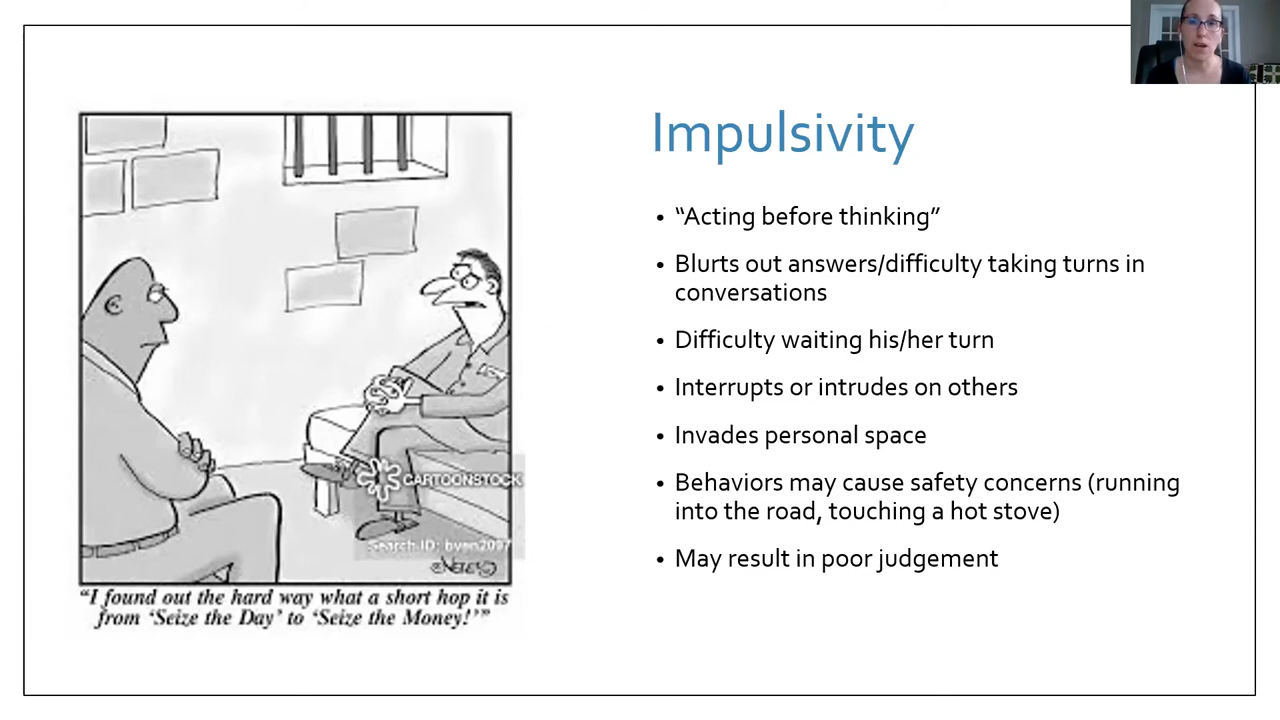 Impulsivity
• “Acting before thinking”
• Blurts out answers/difficulty taking turns in
conversations
• Difficulty waiting his/her turn
• Interrupts or intrudes on others
• Invades personal space
• Behaviors may cause safety concerns (running
into the road, touching a hot stove)
• May result in poor judgement
CARTOONSTOCK
Search ID: bven2097
“I found out the hard way what a short hop it is
from ‘Seize the Day’ to ‘Seize the Money!’”